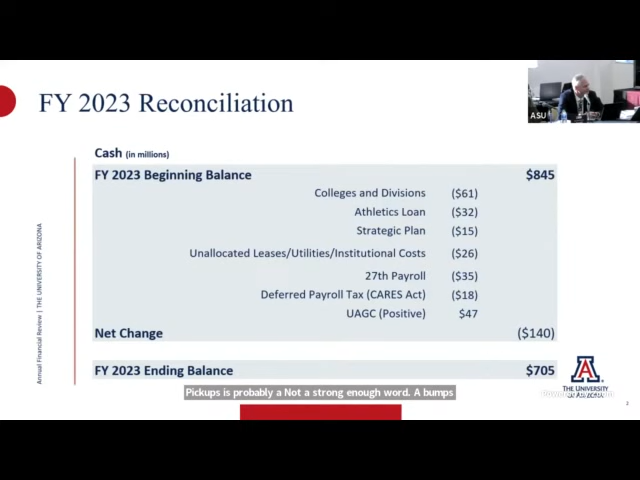 FY 2023 Reconciliation
ASU
Cash (in millions)
FY 2023 Beginning Balance $845
Colleges and Divisions ($61)
Athletics Loan ($32)
Strategic Plan ($15)
Unallocated Leases/Utilities/Institutional Costs ($26)
27th Payroll ($35)
Deferred Payroll Tax (CARES Act) ($18)
UAGC (Positive) $47
Net Change ($140)
FY 2023 Ending Balance $705
Annual Financial Review | THE UNIVERSITY OF ARIZONA
Pickups is probably a Not a strong enough word. A bumps
A
THE UNIVERSITY
OF ARIZONA
2